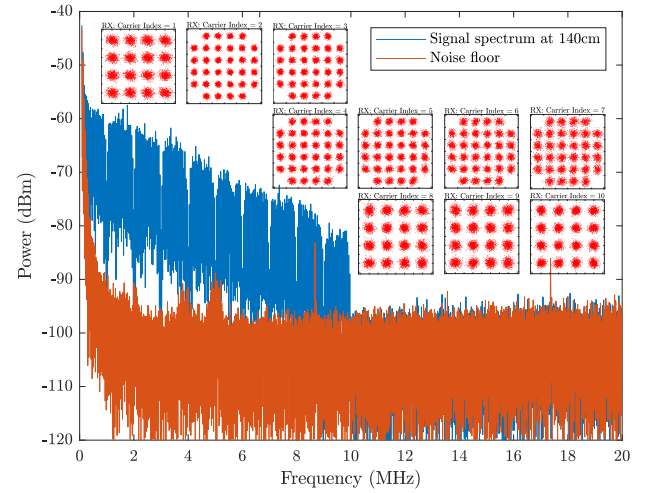 -40
RX: Carrier Index = 1
RX: Carrier Index = 2
RX: Carrier Index = 3
Signal spectrum at 140cm
Noise floor
-50
-60
RX: Carrier Index = 4
RX: Carrier Index = 5
RX: Carrier Index = 6
RX: Carrier Index = 7
-70
RX: Carrier Index = 8
RX: Carrier Index = 9
RX: Carrier Index = 10
-80
-90
-100
-110
-120
Power (dBm)
0 2 4 6 8 10 12 14 16 18 20
Frequency (MHz)